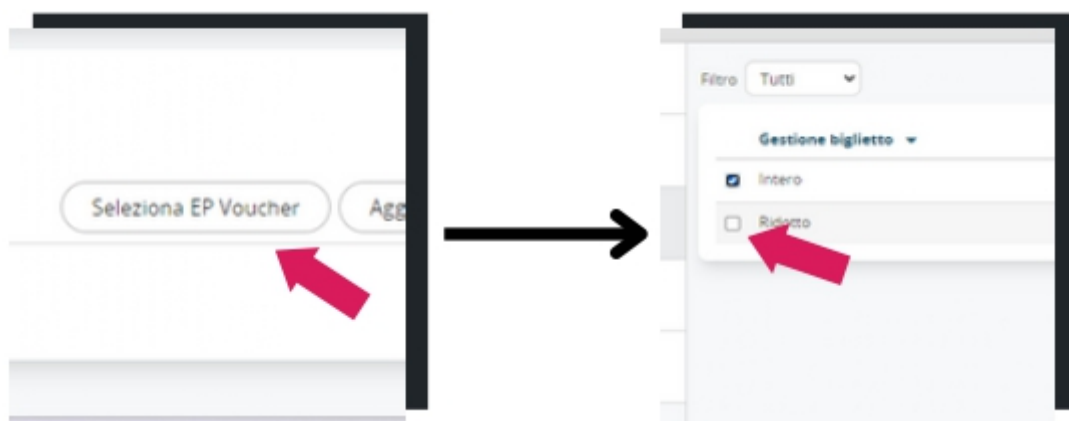 Seleziona EP Voucher
Agg
Filtro Tutti
Gestione biglietto
Intero
Ridotto